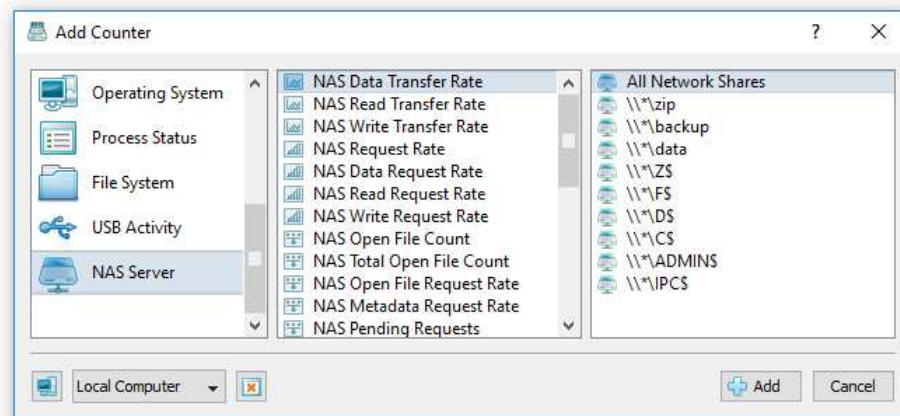 Add Counter
?
Operating System
Process Status
File System
USB Activity
NAS Server
NAS Data Transfer Rate
NAS Read Transfer Rate
NAS Write Transfer Rate
NAS Request Rate
NAS Data Request Rate
NAS Read Request Rate
NAS Write Request Rate
NAS Open File Count
NAS Total Open File Count
NAS Open File Request Rate
NAS Metadata Request Rate
NAS Pending Requests
All Network Shares
\\*\zip
\\*\backup
\\*\data
\\*\Z$
\\*\F$
\\*\D$
\\*\C$
\\*\ADMIN$
\\*\IPC$
Local Computer
Add
Cancel